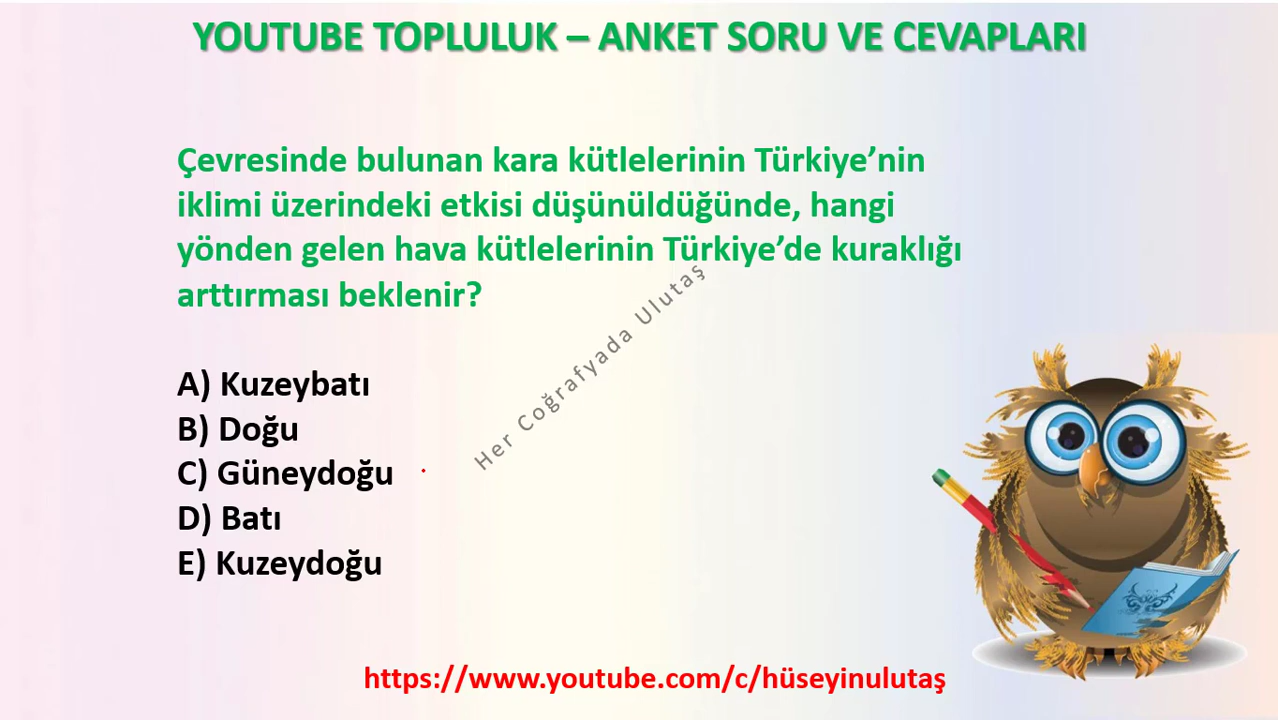 YOUTUBE TOPLULUK – ANKET SORU VE CEVAPLARI
Çevresinde bulunan kara kütlelerinin Türkiye’nin
iklimi üzerindeki etkisi düşünüldüğünde, hangi
yönden gelen hava kütlelerinin Türkiye’de kuraklığı
arttırması beklenir?
Her Coğrafyada Ulutaş
A) Kuzeybatı
B) Doğu
C) Güneydoğu
D) Batı
E) Kuzeydoğu
https://www.youtube.com/c/hüseyinulutaş